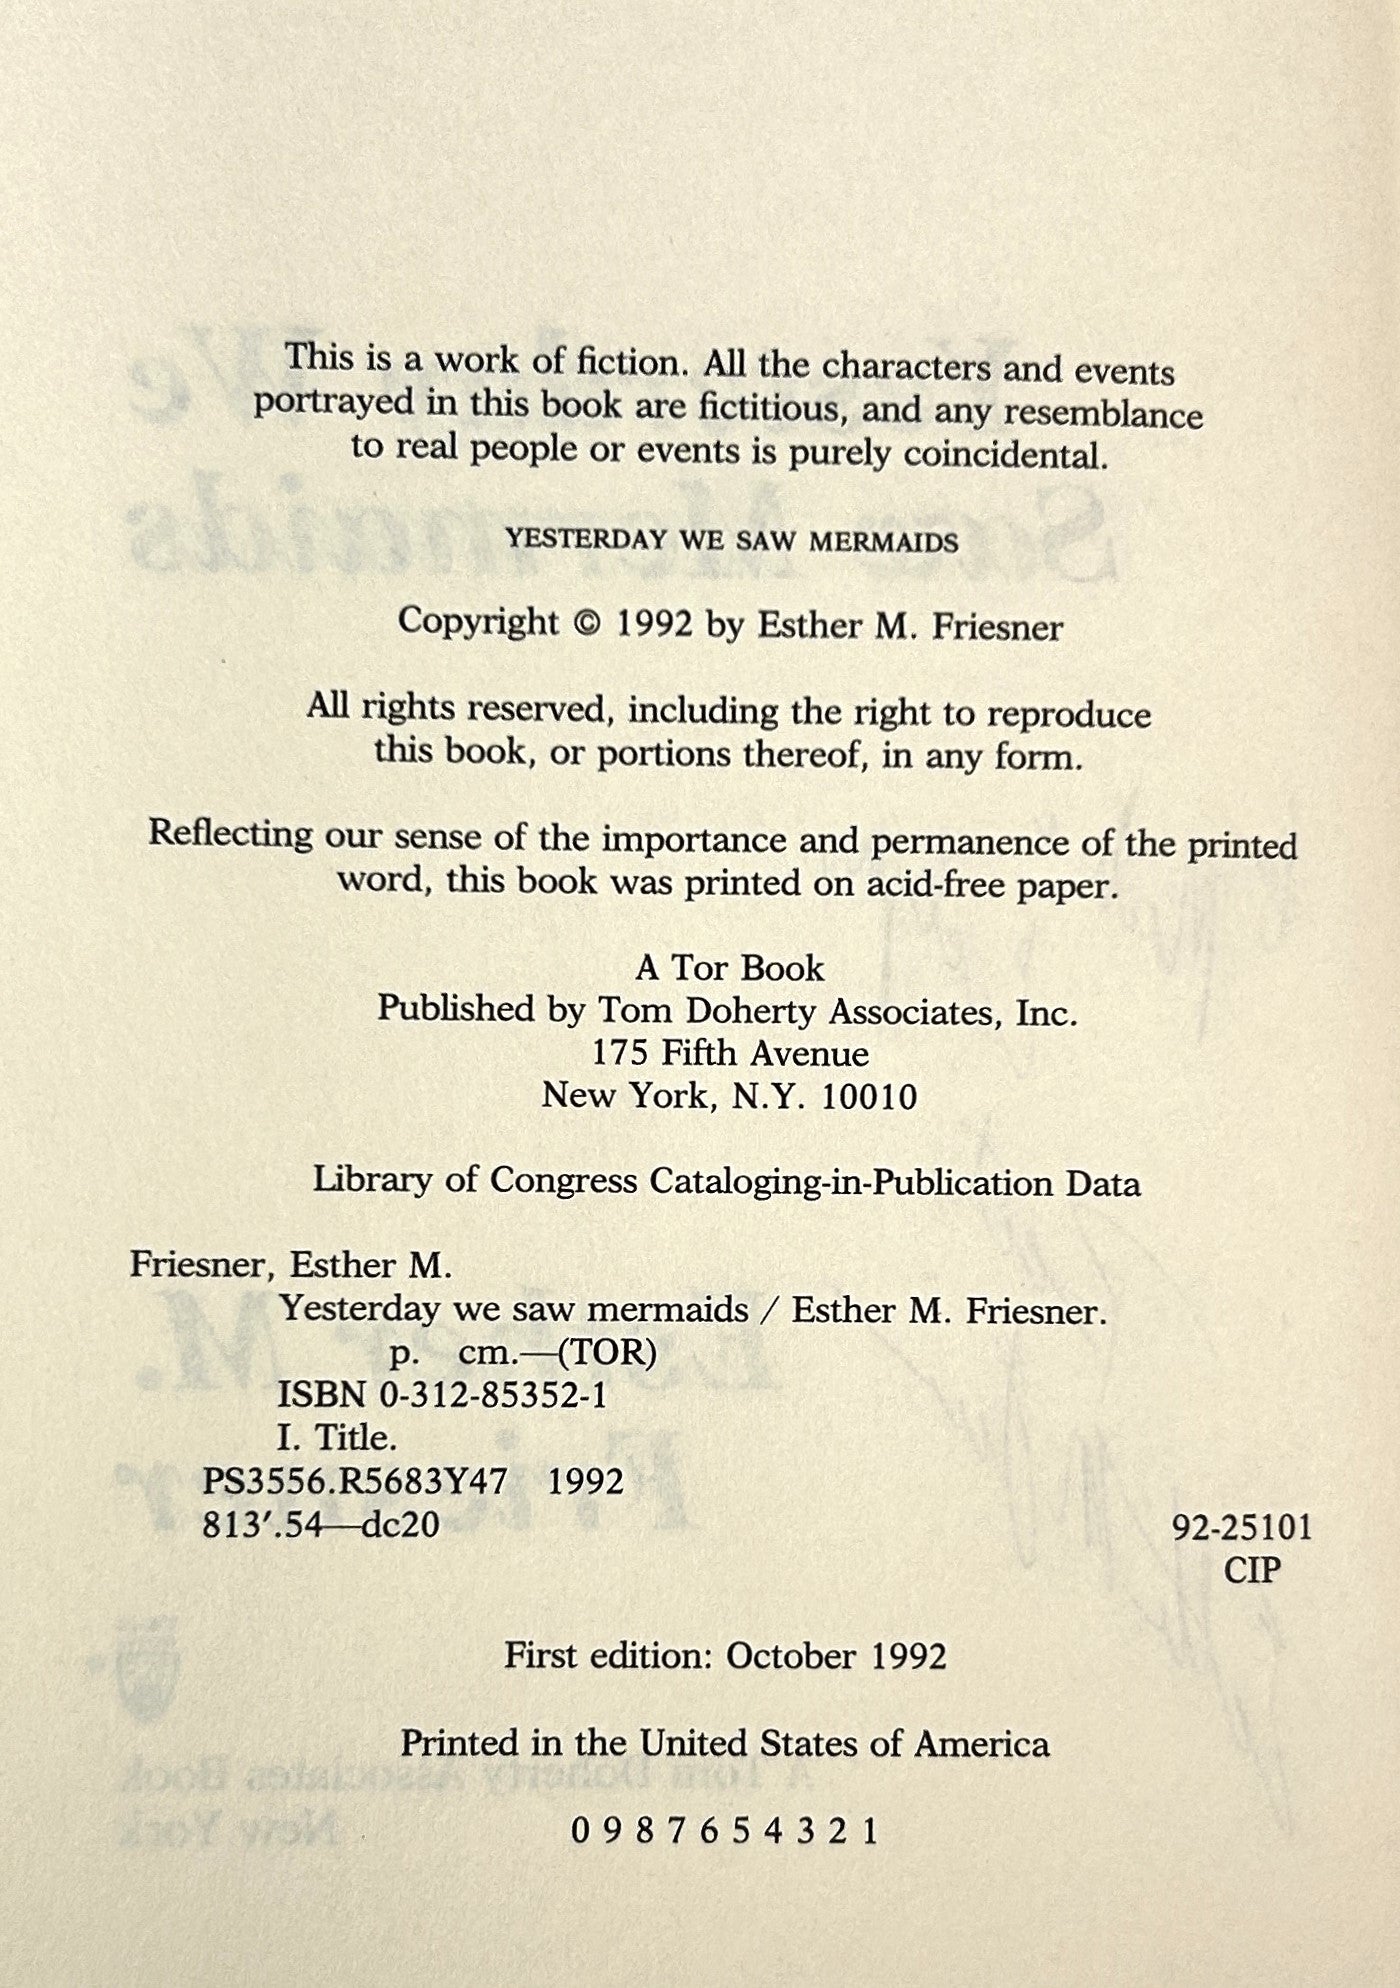 This is a work of fiction. All the characters and events
portrayed in this book are fictitious, and any resemblance
to real people or events is purely coincidental.
YESTERDAY WE SAW MERMAIDS
Copyright © 1992 by Esther M. Friesner
All rights reserved, including the right to reproduce
this book, or portions thereof, in any form.
Reflecting our sense of the importance and permanence of the printed
word, this book was printed on acid-free paper.
A Tor Book
Published by Tom Doherty Associates, Inc.
175 Fifth Avenue
New York, N.Y. 10010
Library of Congress Cataloging-in-Publication Data
Friesner, Esther M.
Yesterday we saw mermaids / Esther M. Friesner.
p. cm.—(TOR)
ISBN 0-312-85352-1
I. Title.
PS3556.R5683Y47 1992
813′.54—dc20 92-25101
CIP
First edition: October 1992
Printed in the United States of America
0 9 8 7 6 5 4 3 2 1